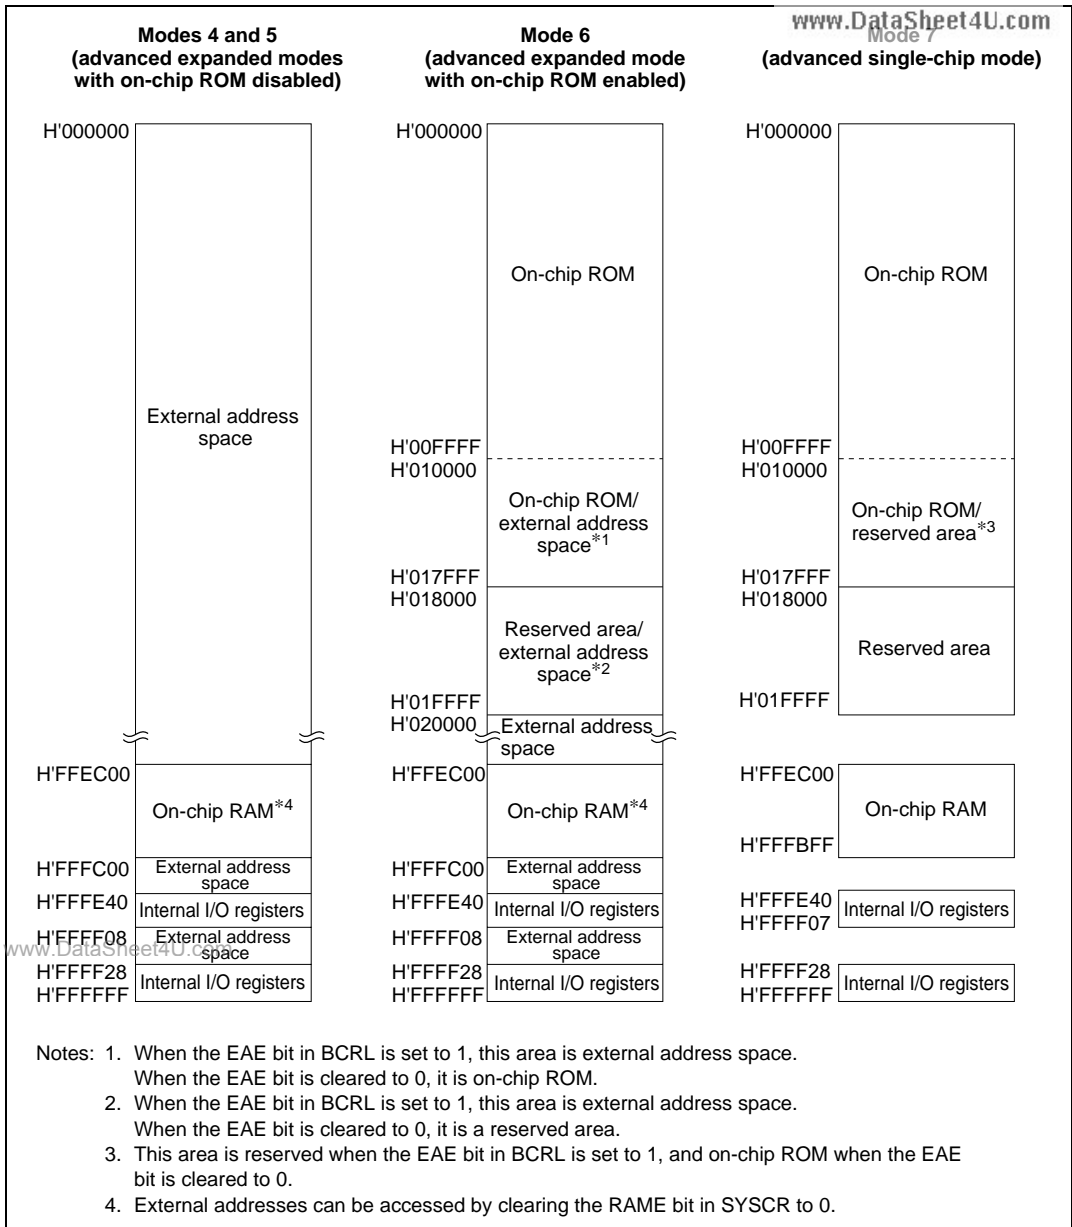 www.DataSheet4U.com
Modes 4 and 5
(advanced expanded modes
with on-chip ROM disabled)
Mode 6
(advanced expanded mode
with on-chip ROM enabled)
Mode 7
(advanced single-chip mode)
H'000000
External address
space
H'FFEC00
On-chip RAM*4
H'FFFC00
External address
space
H'FFFE40
Internal I/O registers
H'FFFF08
External address
space
H'FFFF28
Internal I/O registers
H'FFFFFF
H'000000
On-chip ROM
H'00FFFF
H'010000
On-chip ROM/
external address
space*1
H'017FFF
H'018000
Reserved area/
external address
space*2
H'01FFFF
H'020000
External address
space
H'FFEC00
On-chip RAM*4
H'FFFC00
External address
space
H'FFFE40
Internal I/O registers
H'FFFF08
External address
space
H'FFFF28
Internal I/O registers
H'FFFFFF
H'000000
On-chip ROM
H'00FFFF
H'010000
On-chip ROM/
reserved area*3
H'017FFF
H'018000
Reserved area
H'01FFFF
H'FFEC00
On-chip RAM
H'FFFBFF
H'FFFE40
Internal I/O registers
H'FFFF07
H'FFFF28
Internal I/O registers
H'FFFFFF
www.DataSheet4U.com
Notes: 1. When the EAE bit in BCRL is set to 1, this area is external address space.
When the EAE bit is cleared to 0, it is on-chip ROM.
2. When the EAE bit in BCRL is set to 1, this area is external address space.
When the EAE bit is cleared to 0, it is a reserved area.
3. This area is reserved when the EAE bit in BCRL is set to 1, and on-chip ROM when the EAE
bit is cleared to 0.
4. External addresses can be accessed by clearing the RAME bit in SYSCR to 0.